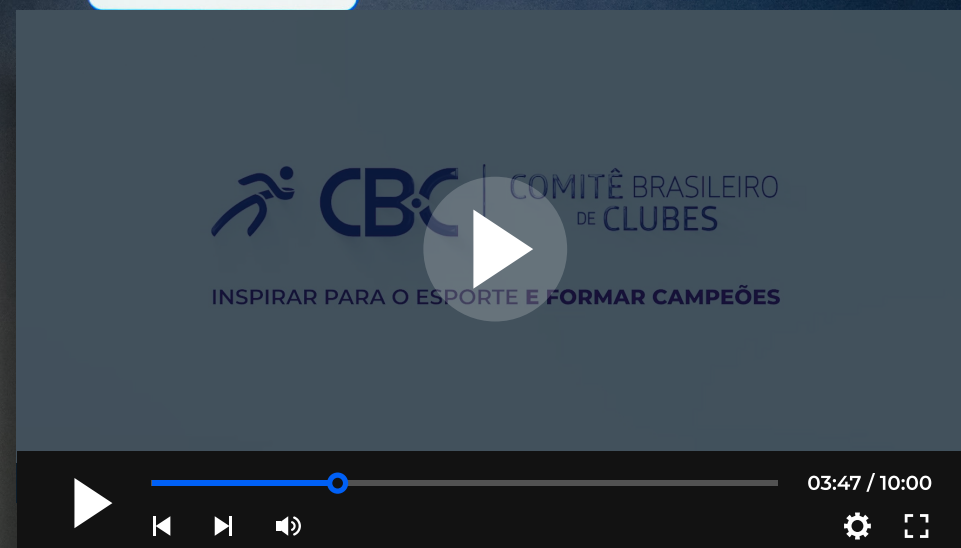 CBC
COMITÊ BRASILEIRO
DE CLUBES
INSPIRAR PARA O ESPORTE E FORMAR CAMPEÕES
03:47 / 10:00